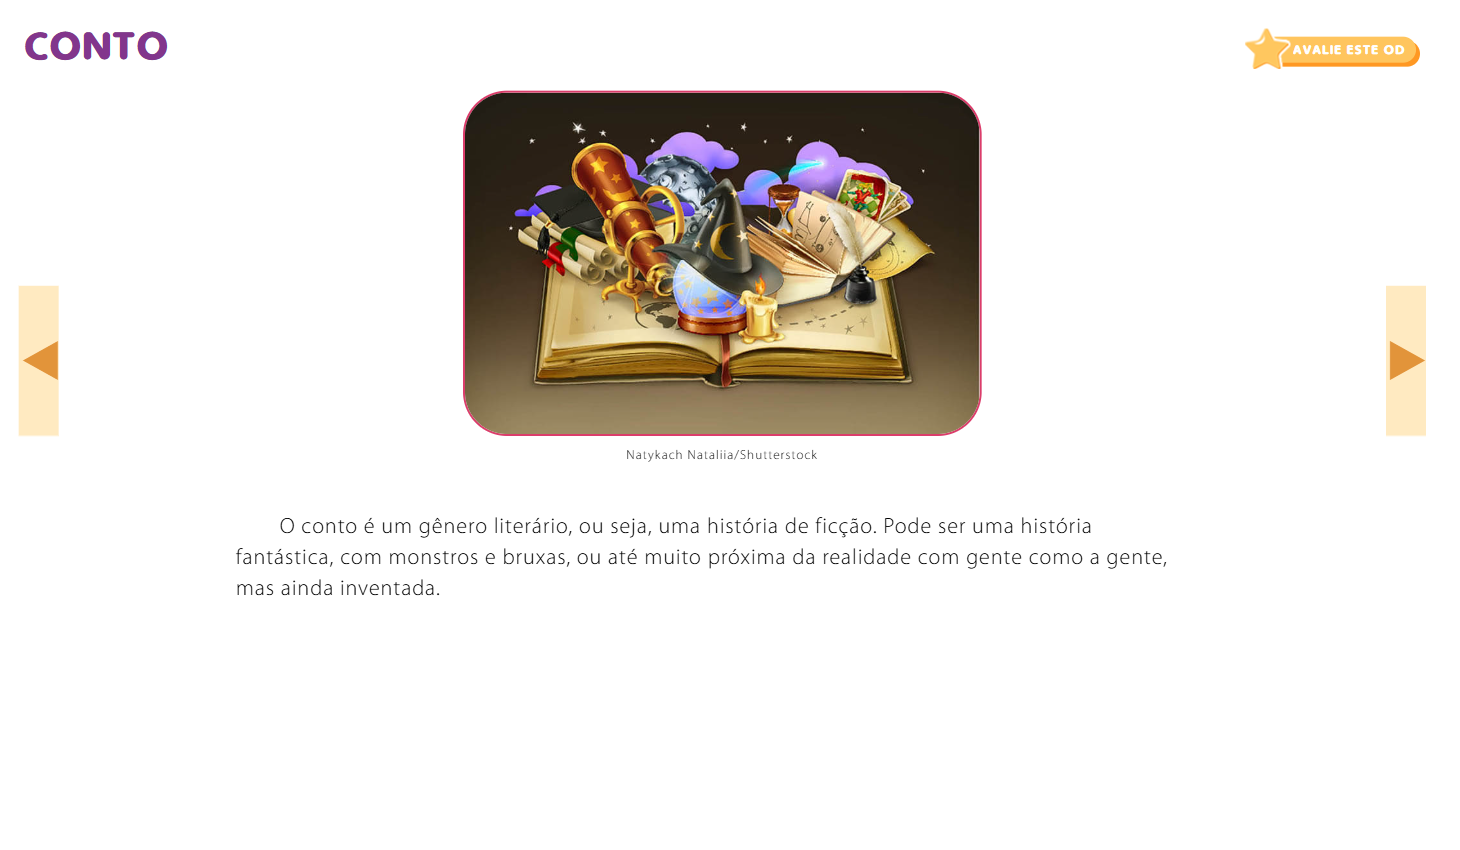 CONTO
AVALIE ESTE OD
Natykach Nataliia/Shutterstock
O conto é um gênero literário, ou seja, uma história de ficção. Pode ser uma história
fantástica, com monstros e bruxas, ou até muito próxima da realidade com gente como a gente,
mas ainda inventada.